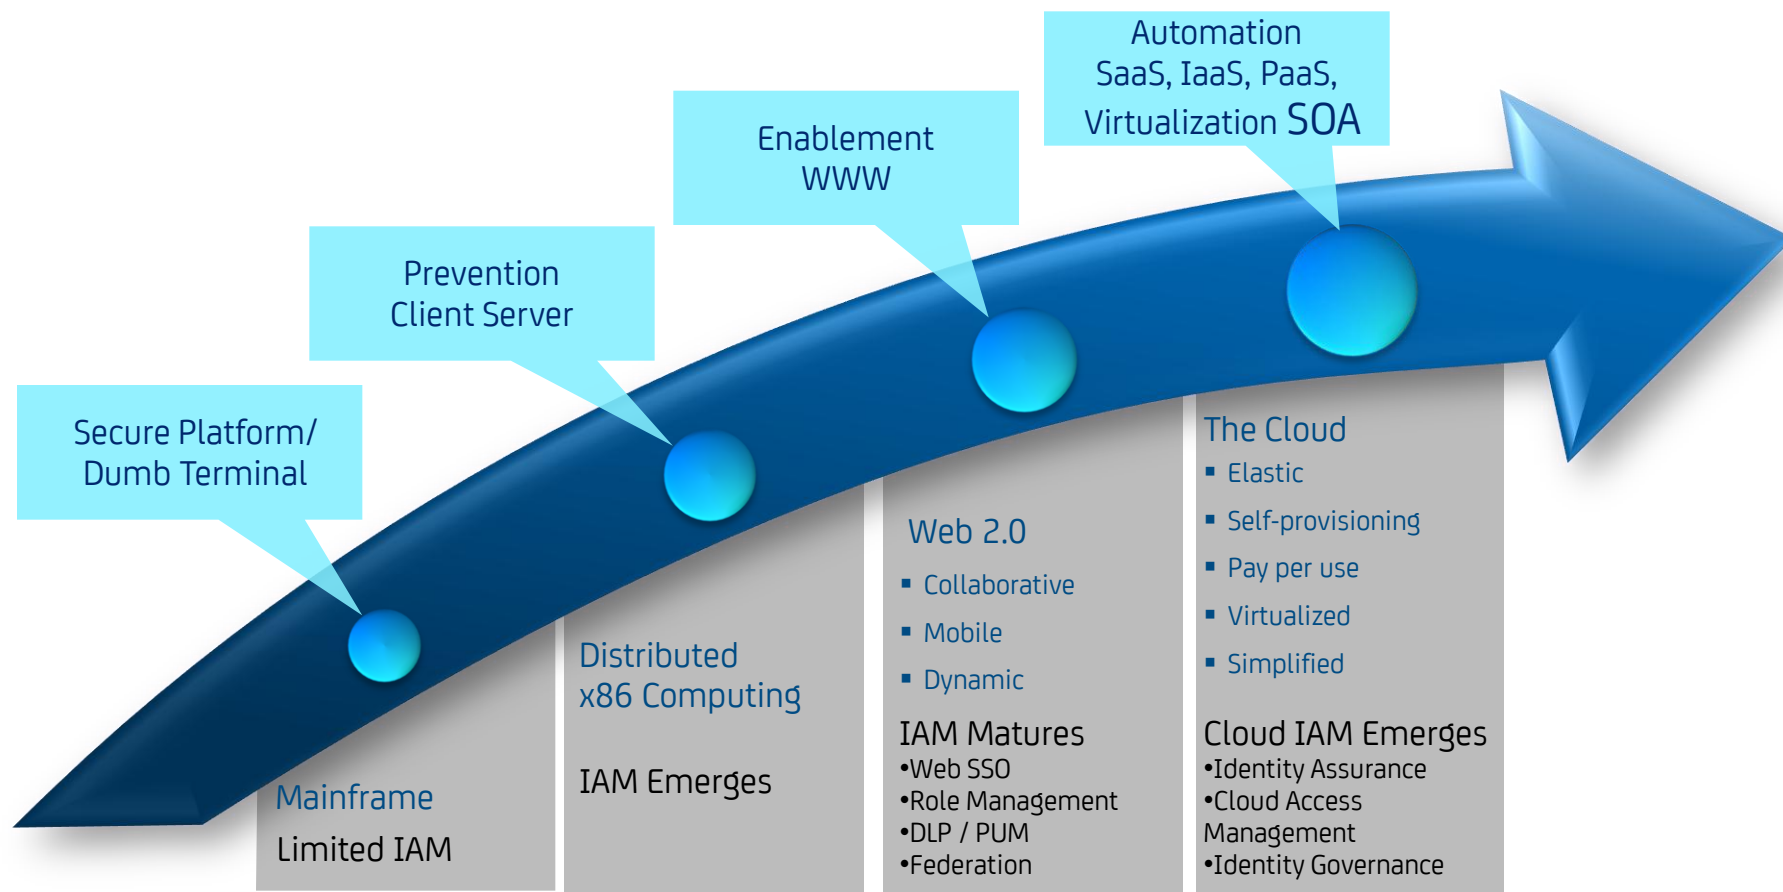 Automation
SaaS, IaaS, PaaS,
Virtualization SOA
Enablement
WWW
Prevention
Client Server
Secure Platform/
Dumb Terminal
Mainframe
Limited IAM
Distributed
x86 Computing
IAM Emerges
Web 2.0
▪ Collaborative
▪ Mobile
▪ Dynamic
IAM Matures
•Web SSO
•Role Management
•DLP / PUM
•Federation
The Cloud
▪ Elastic
▪ Self-provisioning
▪ Pay per use
▪ Virtualized
▪ Simplified
Cloud IAM Emerges
•Identity Assurance
•Cloud Access
Management
•Identity Governance